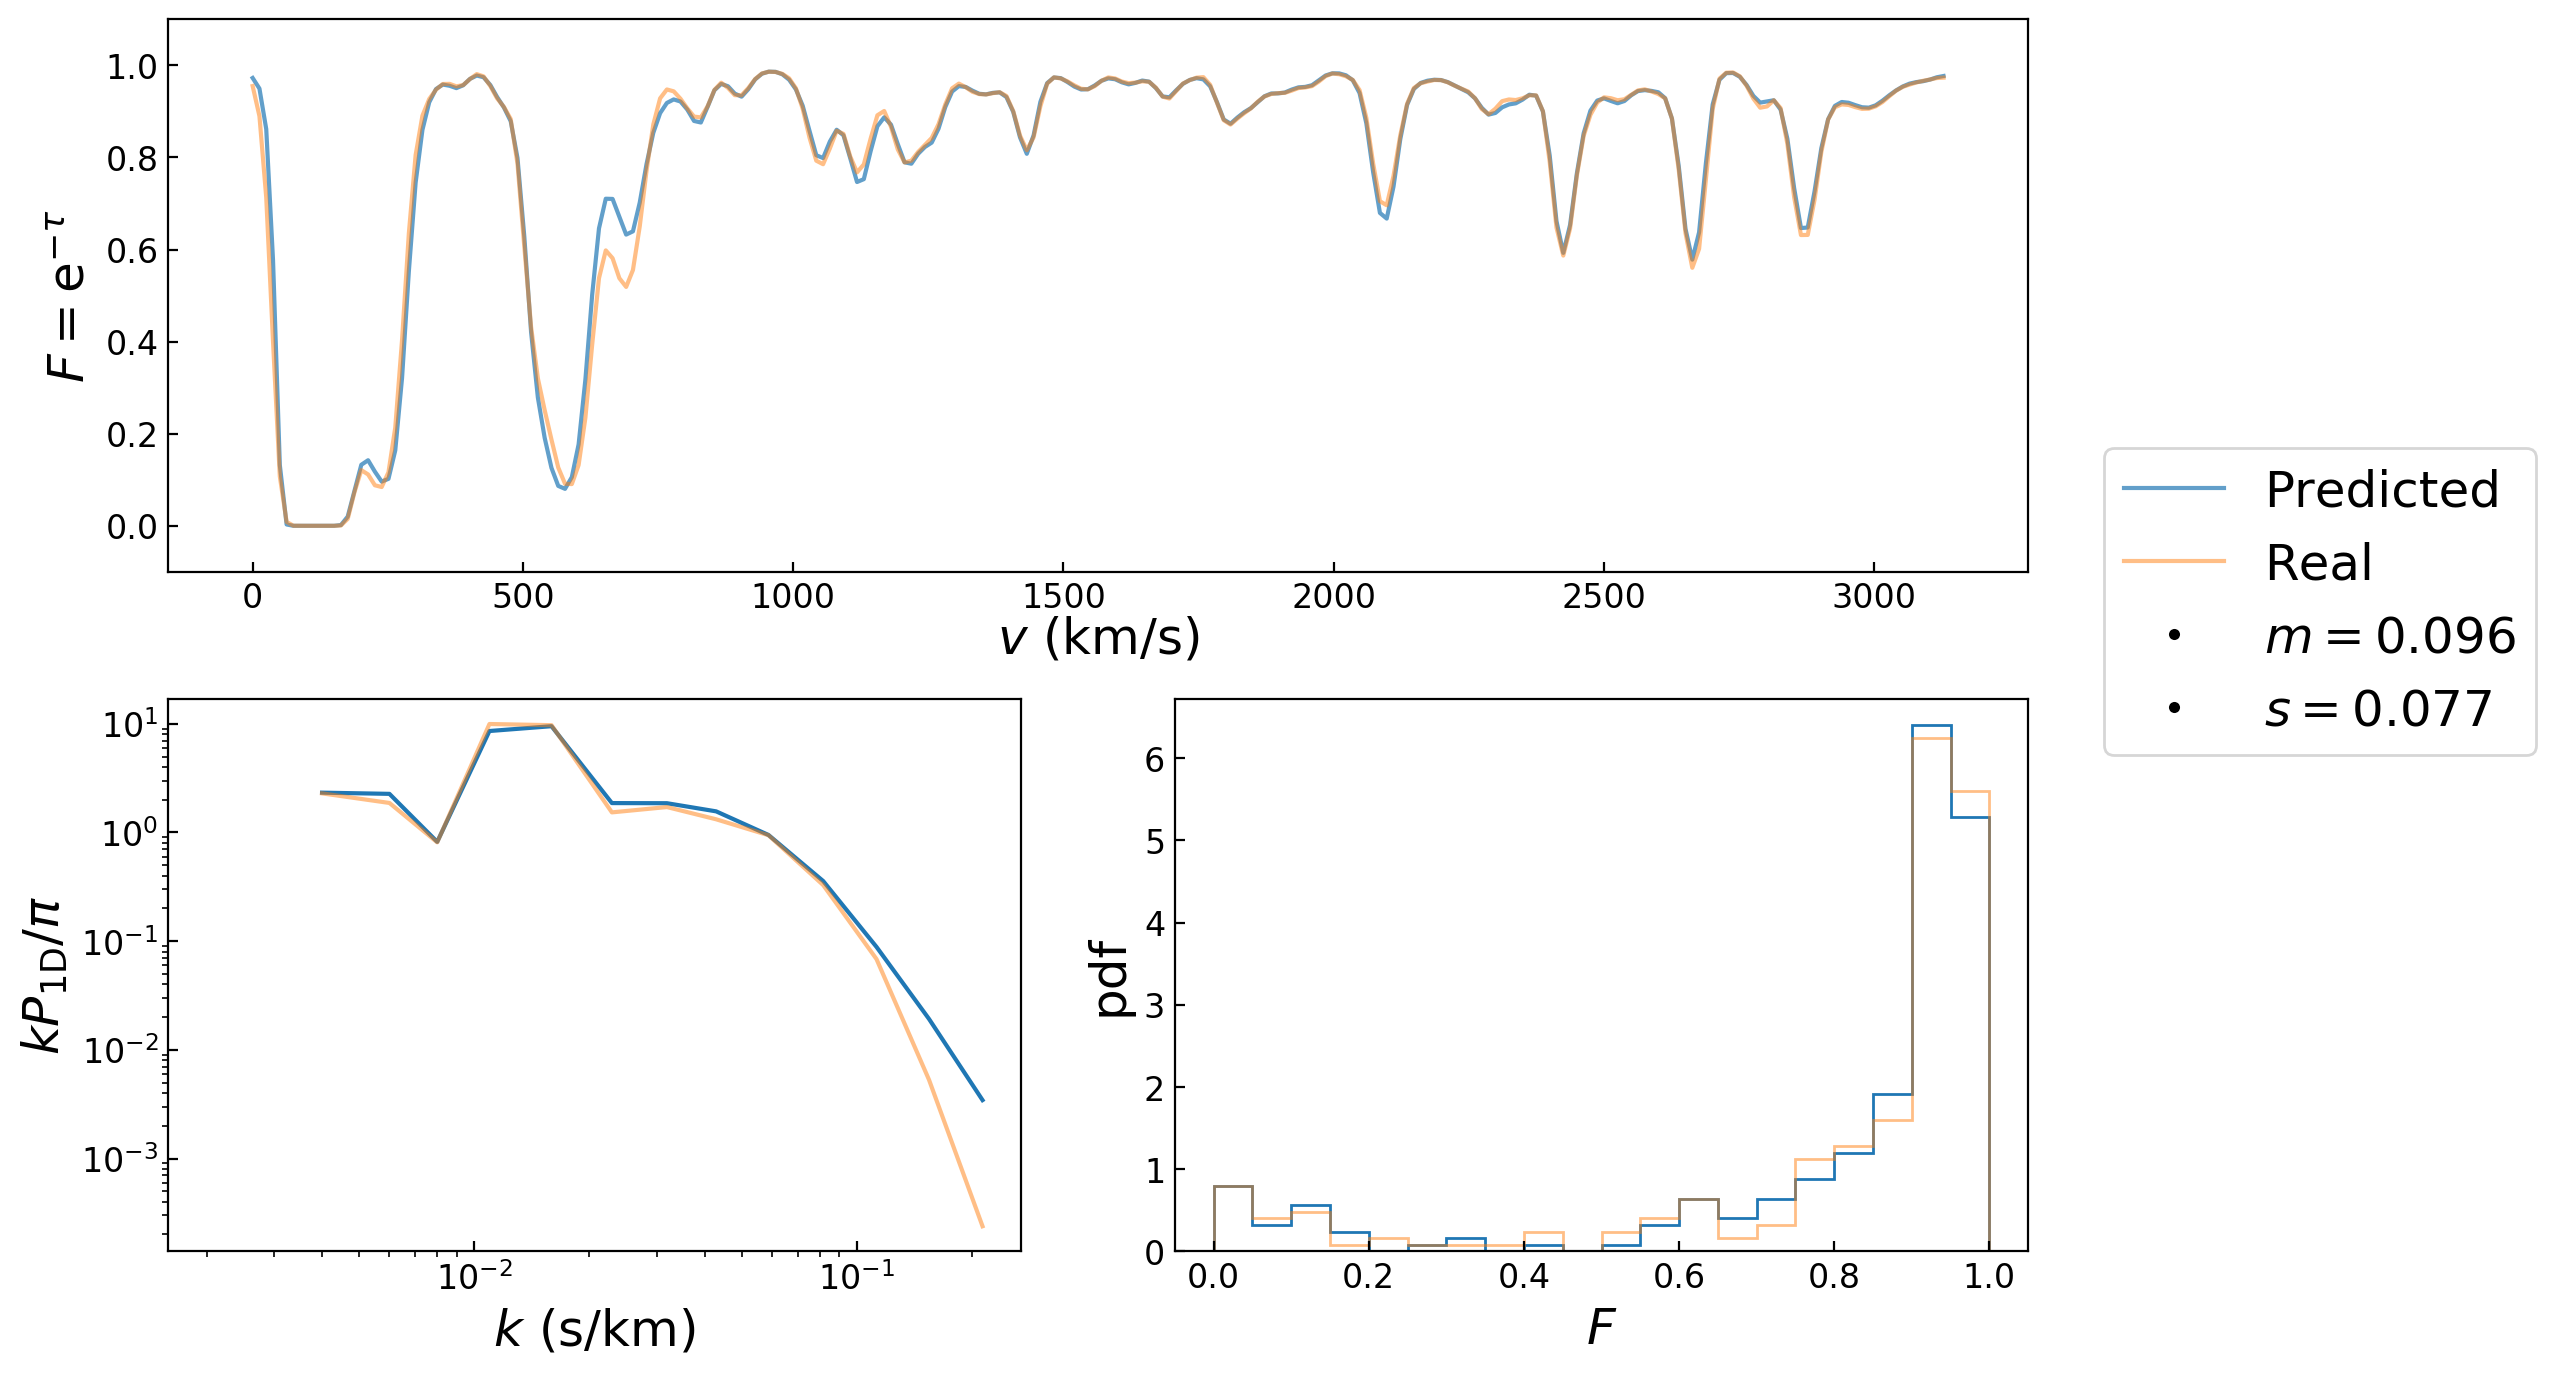 1.0
0.8
0.6
0.4
0.2
0.0
F = e^{−τ}
0 500 1000 1500 2000 2500 3000
v (km/s)
Predicted
Real
m = 0.096
s = 0.077
10^1
10^0
10^{−1}
10^{−2}
10^{−3}
kP_{1D}/π
10^{−2} 10^{−1}
k (s/km)
6
5
4
3
2
1
0
pdf
0.0 0.2 0.4 0.6 0.8 1.0
F